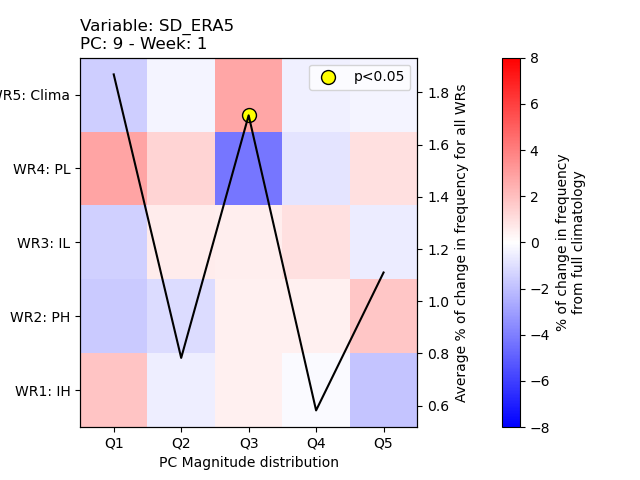 Variable: SD_ERA5
PC: 9 - Week: 1
p<0.05
WR5: Clima
WR4: PL
WR3: IL
WR2: PH
WR1: IH
1.8
1.6
1.4
1.2
1.0
0.8
0.6
Average % of change in frequency for all WRs
8
6
4
2
0
−2
−4
−6
−8
% of change in frequency
from full climatology
Q1 Q2 Q3 Q4 Q5
PC Magnitude distribution